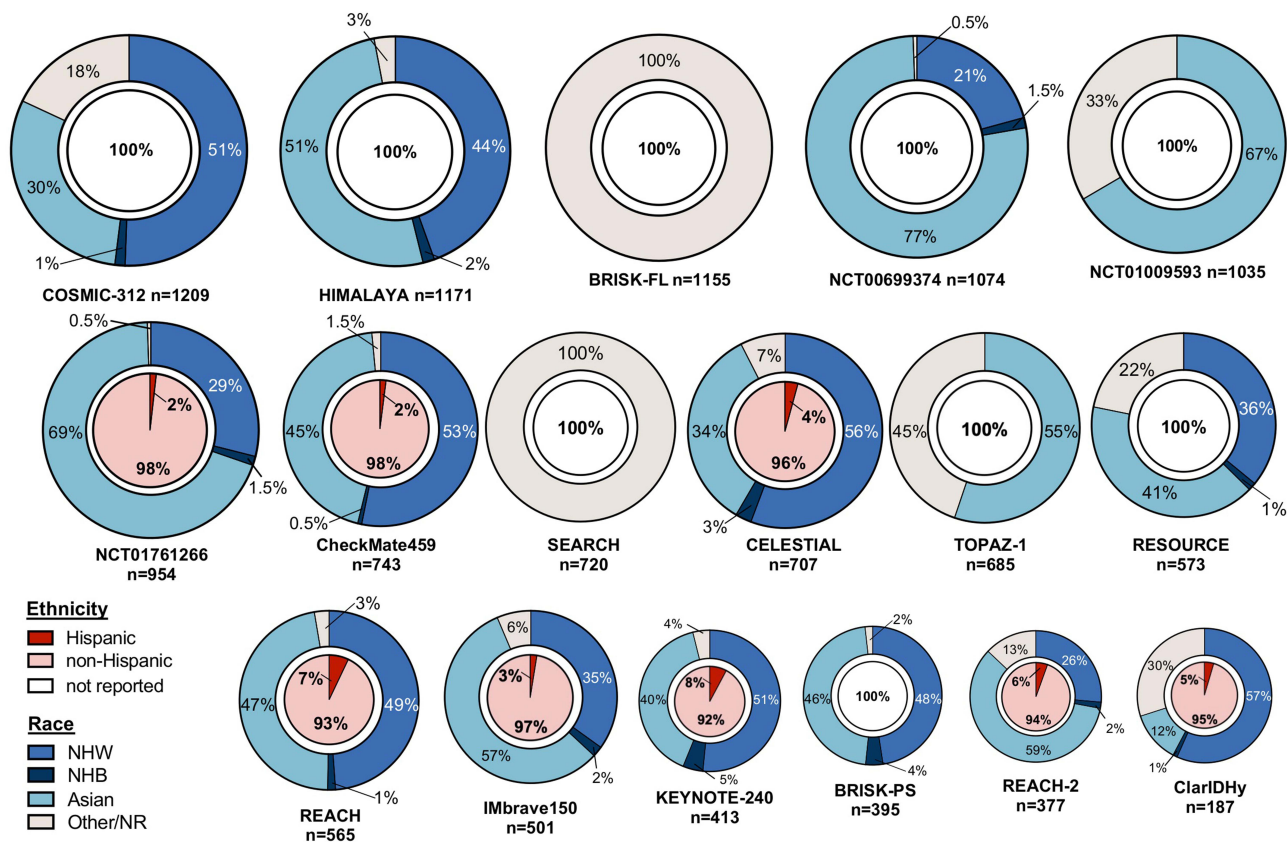 18%
51%
100%
30%
1%
COSMIC-312 n=1209
3%
51%
44%
100%
2%
HIMALAYA n=1171
100%
100%
BRISK-FL n=1155
0.5%
21%
1.5%
100%
77%
NCT00699374 n=1074
33%
67%
100%
NCT01009593 n=1035
0.5%
29%
2%
69%
98%
1.5%
NCT01761266
n=954
1.5%
2%
45%
53%
98%
0.5%
CheckMate459
n=743
100%
100%
SEARCH
n=720
7%
4%
34%
56%
96%
3%
CELESTIAL
n=707
45%
100%
55%
TOPAZ-1
n=685
22%
36%
100%
41%
1%
RESOURCE
n=573
Ethnicity
Hispanic
non-Hispanic
not reported
Race
NHW
NHB
Asian
Other/NR
3%
7%
47%
49%
93%
1%
REACH
n=565
6%
35%
3%
97%
57%
2%
IMbrave150
n=501
4%
8%
40%
51%
92%
5%
KEYNOTE-240
n=413
2%
46%
100%
48%
4%
BRISK-PS
n=395
13%
26%
6%
94%
2%
59%
REACH-2
n=377
30%
5%
57%
95%
12%
1%
ClarIDHy
n=187